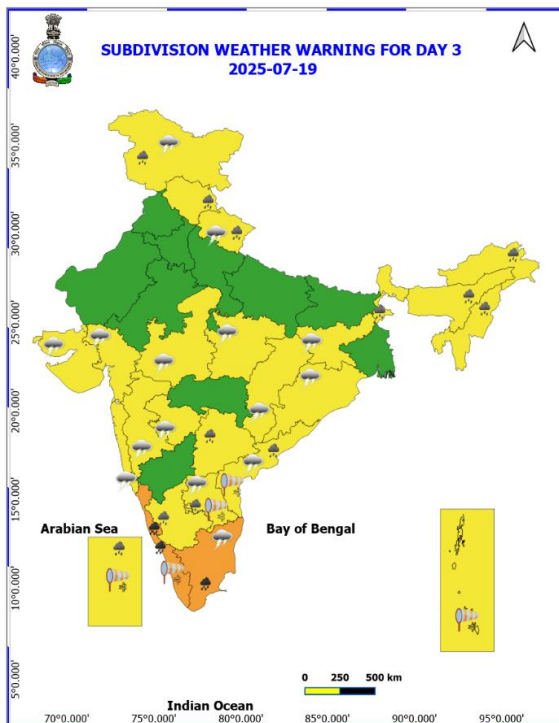 SUBDIVISION WEATHER WARNING FOR DAY 3
2025-07-19
40°0.000'
35°0.000'
30°0.000'
25°0.000'
20°0.000'
15°0.000'
10°0.000'
5°0.000'
Arabian Sea
Bay of Bengal
0 250 500 km
Indian Ocean
70°0.000' 75°0.000' 80°0.000' 85°0.000' 90°0.000' 95°0.000'